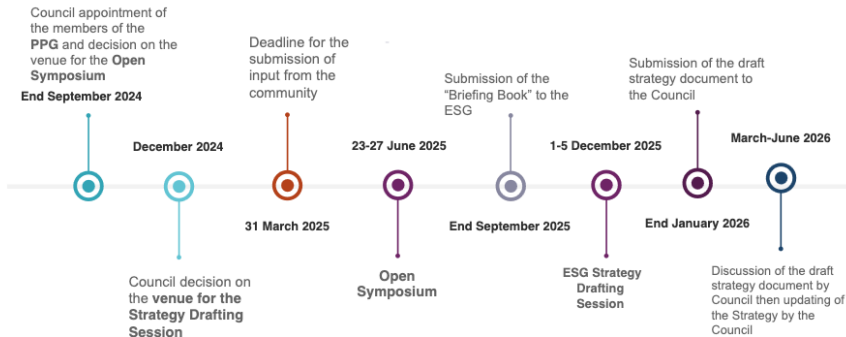 Council appointment of
the members of the
PPG and decision on the
venue for the Open
Symposium
End September 2024
December 2024
Council decision on
the venue for the
Strategy Drafting
Session
Deadline for the
submission of
input from the
community
31 March 2025
23-27 June 2025
Open
Symposium
Submission of the
“Briefing Book” to the
ESG
End September 2025
1-5 December 2025
ESG Strategy
Drafting
Session
Submission of the draft
strategy document to
the Council
End January 2026
March-June 2026
Discussion of the draft
strategy document by
Council then updating of
the Strategy by the
Council